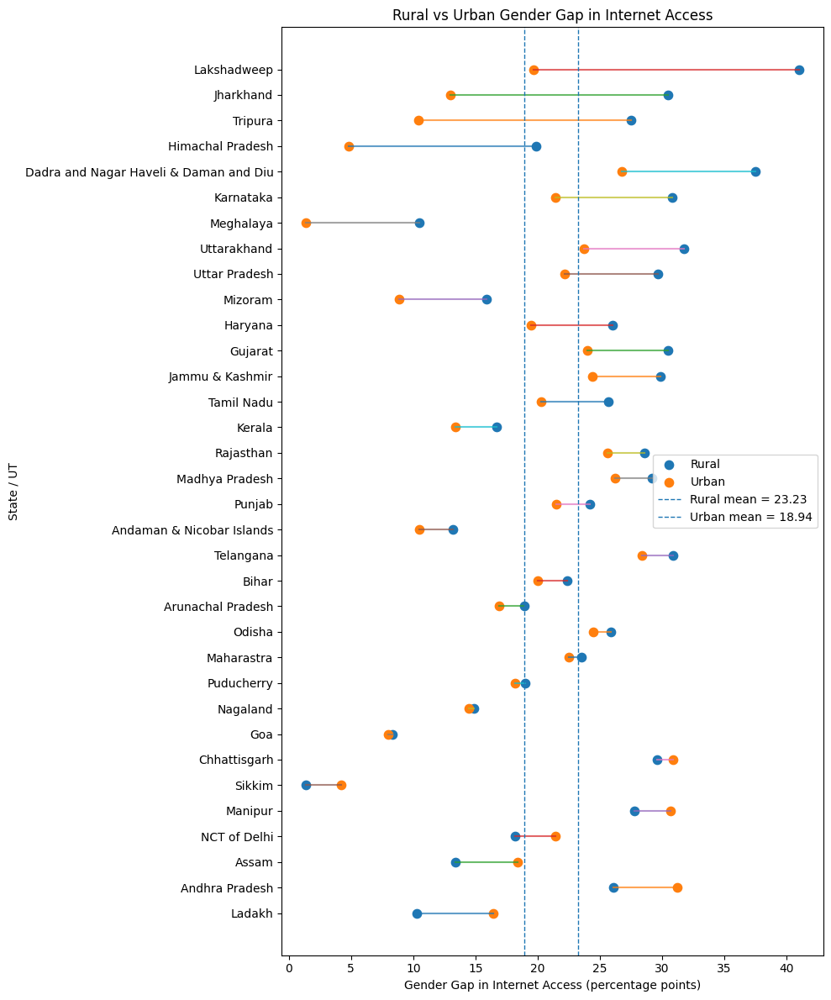 Rural vs Urban Gender Gap in Internet Access
Lakshadweep
Jharkhand
Tripura
Himachal Pradesh
Dadra and Nagar Haveli & Daman and Diu
Karnataka
Meghalaya
Uttarakhand
Uttar Pradesh
Mizoram
Haryana
Gujarat
Jammu & Kashmir
Tamil Nadu
Kerala
Rajasthan
Madhya Pradesh
Punjab
Andaman & Nicobar Islands
Telangana
Bihar
Arunachal Pradesh
Odisha
Maharastra
Puducherry
Nagaland
Goa
Chhattisgarh
Sikkim
Manipur
NCT of Delhi
Assam
Andhra Pradesh
Ladakh
State / UT
Rural
Urban
Rural mean = 23.23
Urban mean = 18.94
0 5 10 15 20 25 30 35 40
Gender Gap in Internet Access (percentage points)